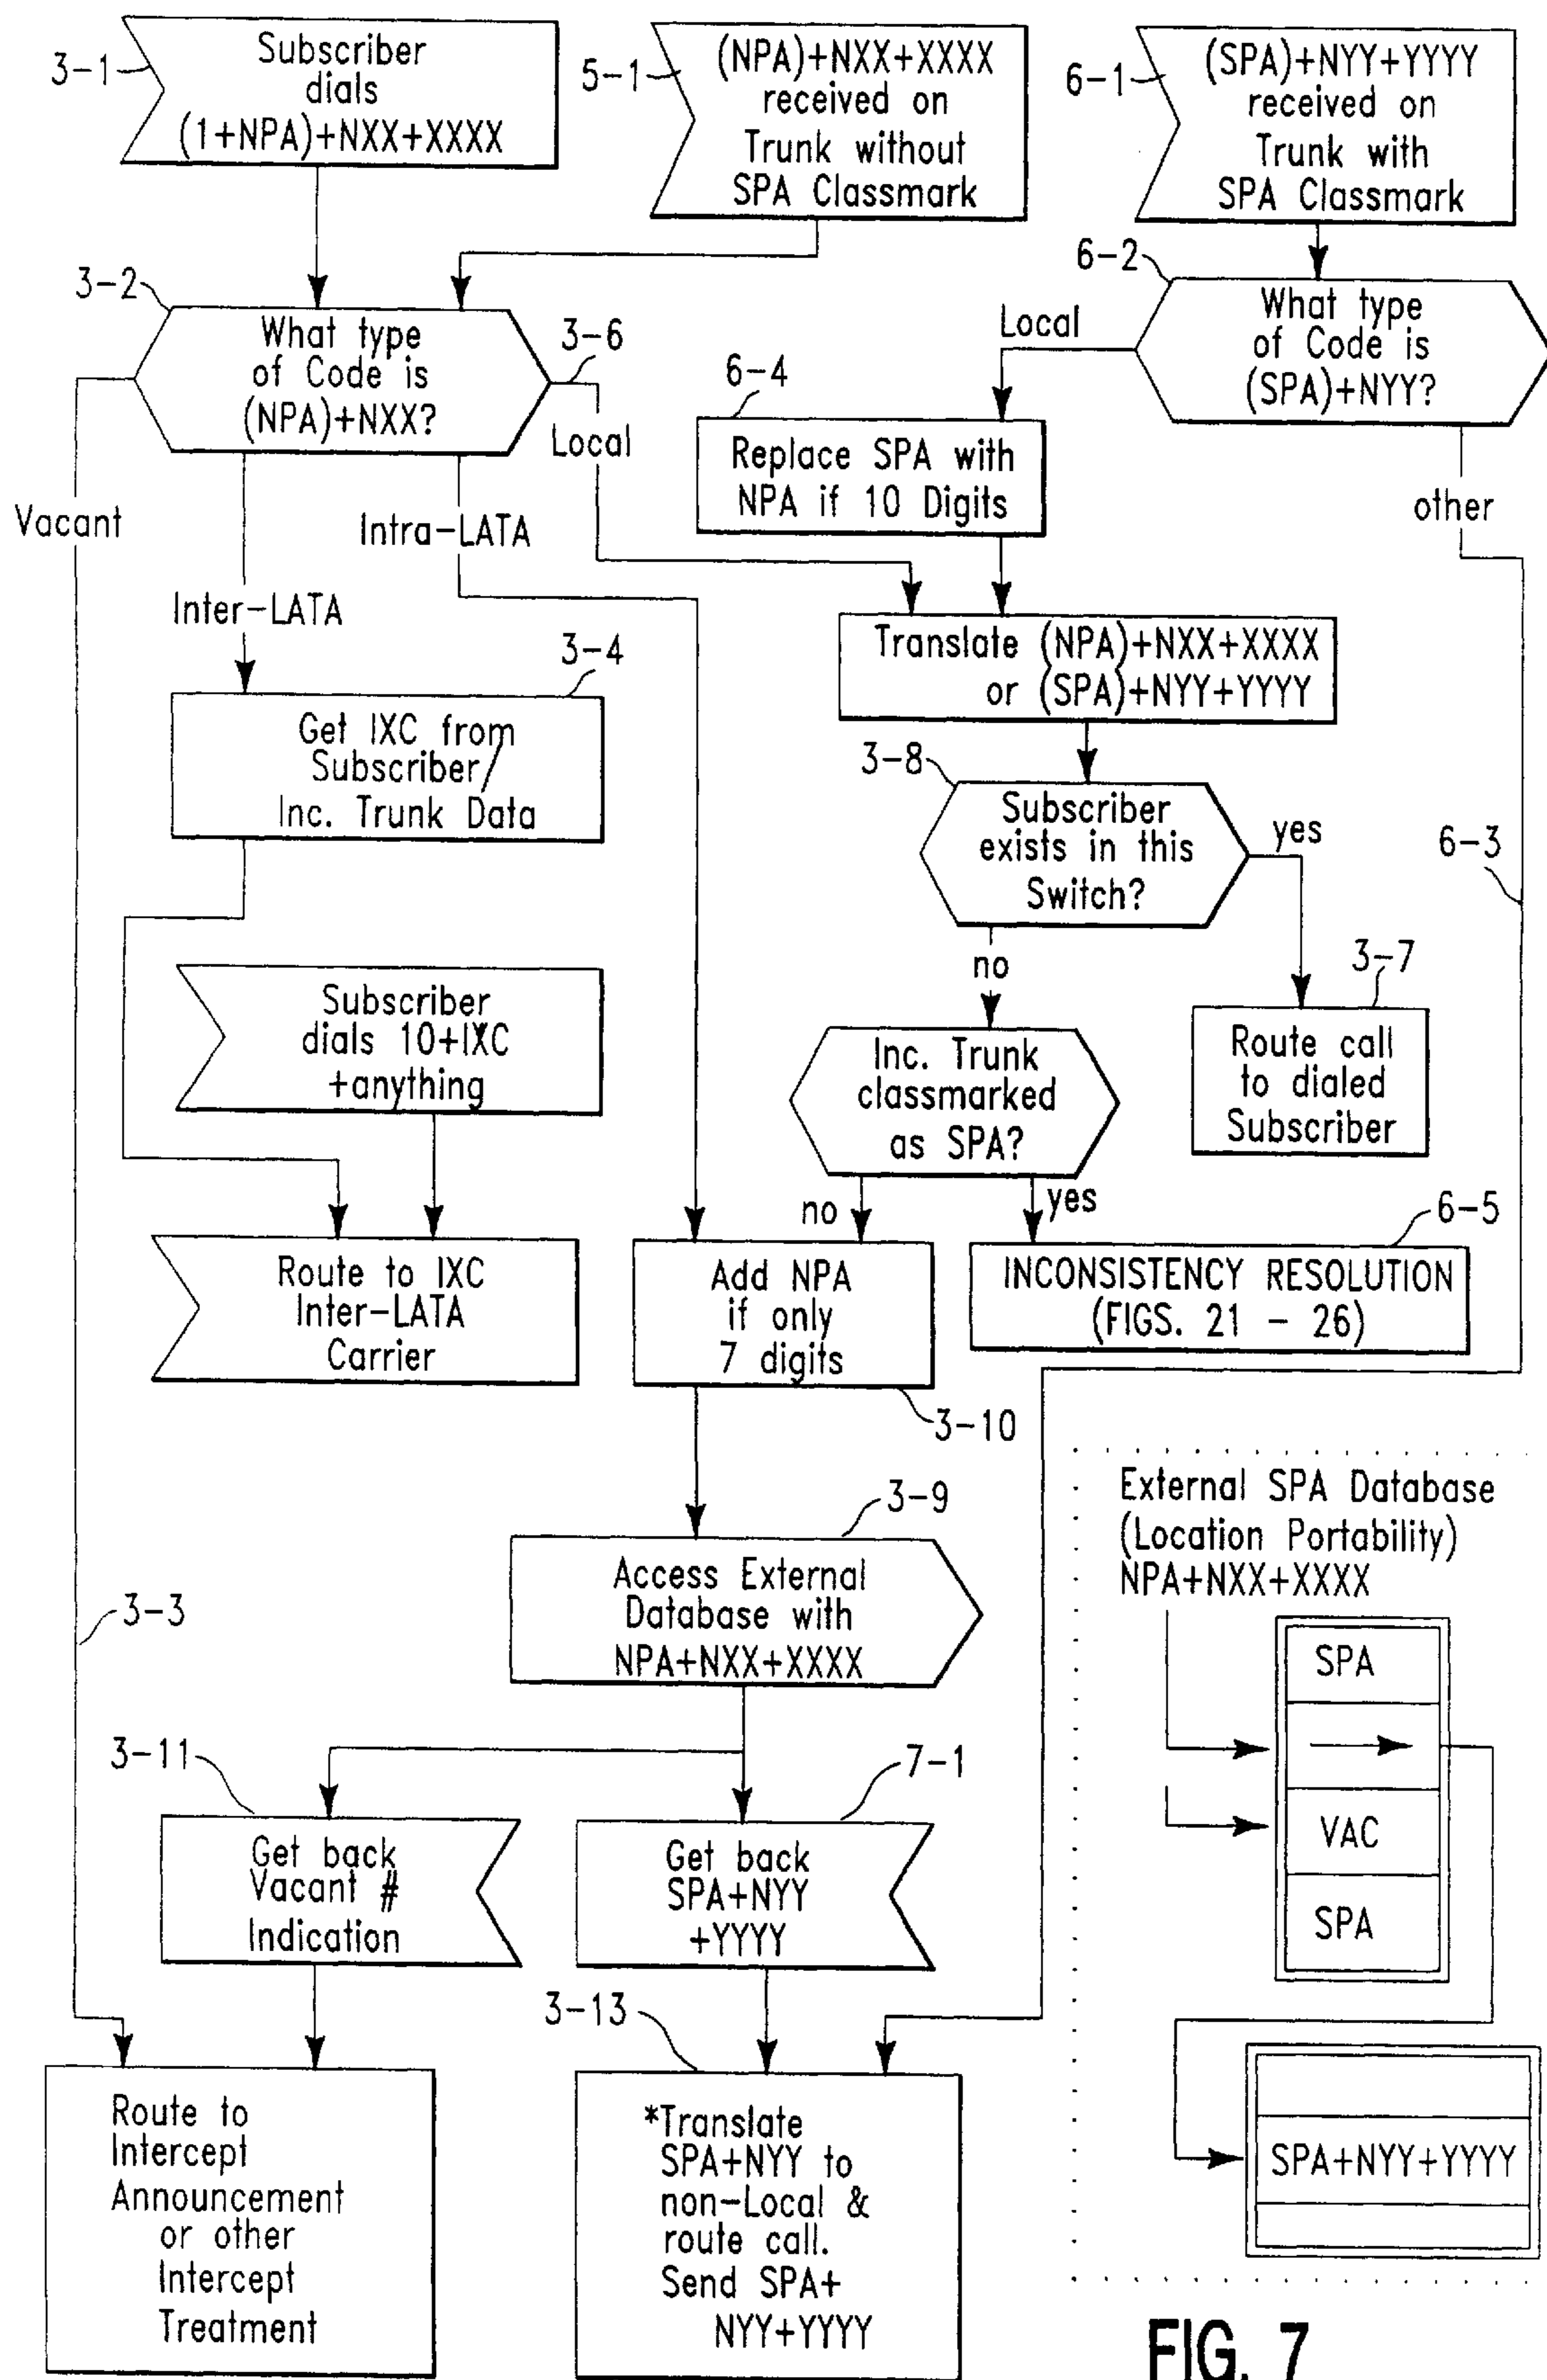 3-1
Subscriber
dials
(1+NPA)+NXX+XXXX
5-1
(NPA)+NXX+XXXX
received on
Trunk without
SPA Classmark
6-1
(SPA)+NYY+YYYY
received on
Trunk with
SPA Classmark
3-2
What type
of Code is
(NPA)+NXX?
3-6
Local
Vacant
Inter-LATA
Intra-LATA
6-2
What type
of Code is
(SPA)+NYY?
Local
other
6-4
Replace SPA with
NPA if 10 Digits
Translate (NPA)+NXX+XXXX
or (SPA)+NYY+YYYY
3-4
Get IXC from
Subscriber/
Inc. Trunk Data
3-8
Subscriber
exists in this
Switch?
yes
no
6-3
3-7
Route call
to dialed
Subscriber
Subscriber
dials 10+IXC
+anything
Inc. Trunk
classmarked
as SPA?
no
yes
6-5
INCONSISTENCY RESOLUTION
(FIGS. 21 - 26)
Route to IXC
Inter-LATA
Carrier
Add NPA
if only
7 digits
3-10
3-9
Access External
Database with
NPA+NXX+XXXX
3-3
External SPA Database
(Location Portability)
NPA+NXX+XXXX
SPA
VAC
SPA
SPA+NYY+YYYY
3-11
Get back
Vacant #
Indication
7-1
Get back
SPA+NYY
+YYYY
3-13
Route to
Intercept
Announcement
or other
Intercept
Treatment
*Translate
SPA+NYY to
non-Local &
route call.
Send SPA+
NYY+YYYY
FIG. 7